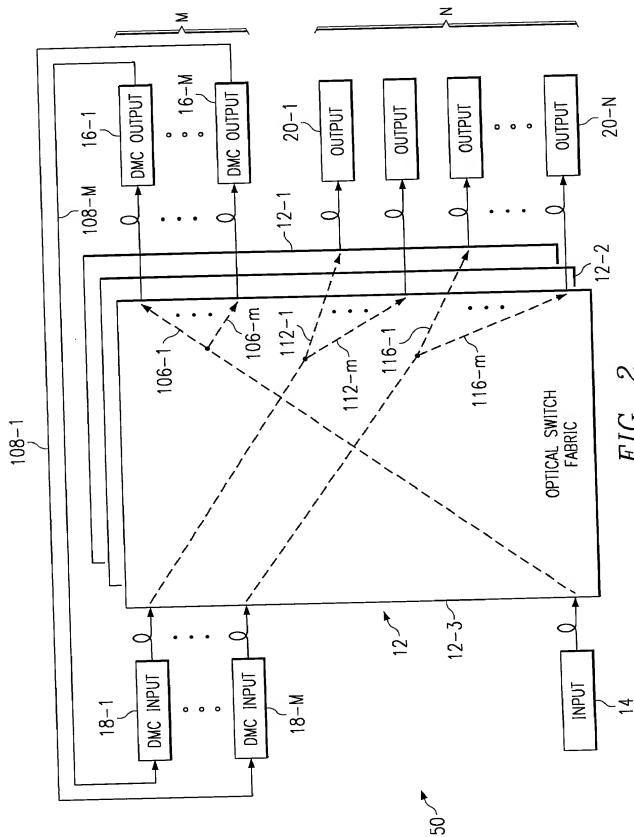 108-1
108-M
16-1
DMC OUTPUT
16-M
DMC OUTPUT
M
18-1
DMC INPUT
18-M
DMC INPUT
106-1
106-m
112-1
112-m
116-1
116-m
12-1
12-2
20-1
OUTPUT
OUTPUT
OUTPUT
OUTPUT
20-N
N
OPTICAL SWITCH
FABRIC
12
12-3
INPUT
14
50
FIG. 2